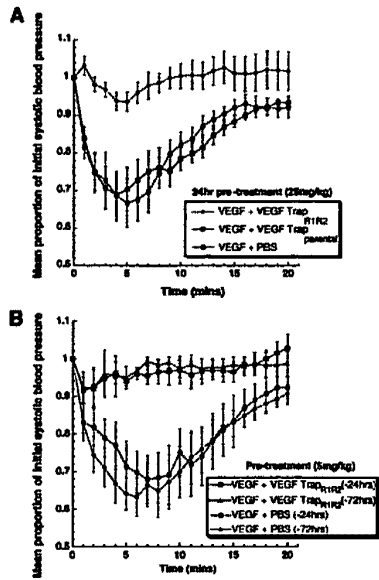 A
Mean proportion of initial systolic blood pressure
1.1
1
0.9
0.8
0.7
0.6
0.5
24hr pre-treatment (25mg/kg)
VEGF + VEGF Trap R1R2
VEGF + VEGF Trap parental
VEGF + PBS
0 5 10 15 20
Time (mins)
B
Mean proportion of initial systolic blood pressure
1.1
1
0.9
0.8
0.7
0.6
0.5
Pre-treatment (5mg/kg)
VEGF + VEGF TrapR1R2 (-24hrs)
VEGF + VEGF TrapR1R2 (-72hrs)
VEGF + PBS (-24hrs)
VEGF + PBS (-72hrs)
0 5 10 15 20
Time (mins)